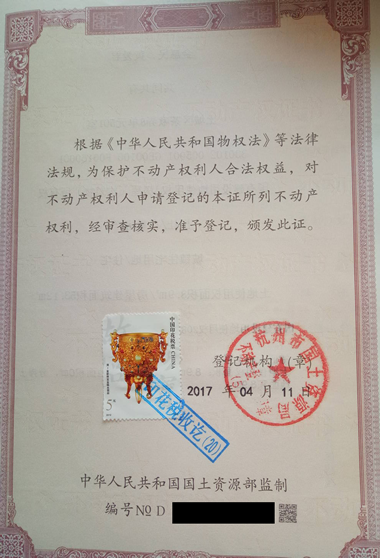 根据《中华人民共和国物权法》等法律
法规，为保护不动产权利人合法权益，对
不动产权利人申请登记的本证所列不动产
权利，经审查核实，准予登记，颁发此证。
中国印花税票
CHINA
5元
印花税收讫(20)
登记机构（章）
杭州市国土资源局
2017 年 04 月 11 日
中华人民共和国国土资源部监制
编号 № D